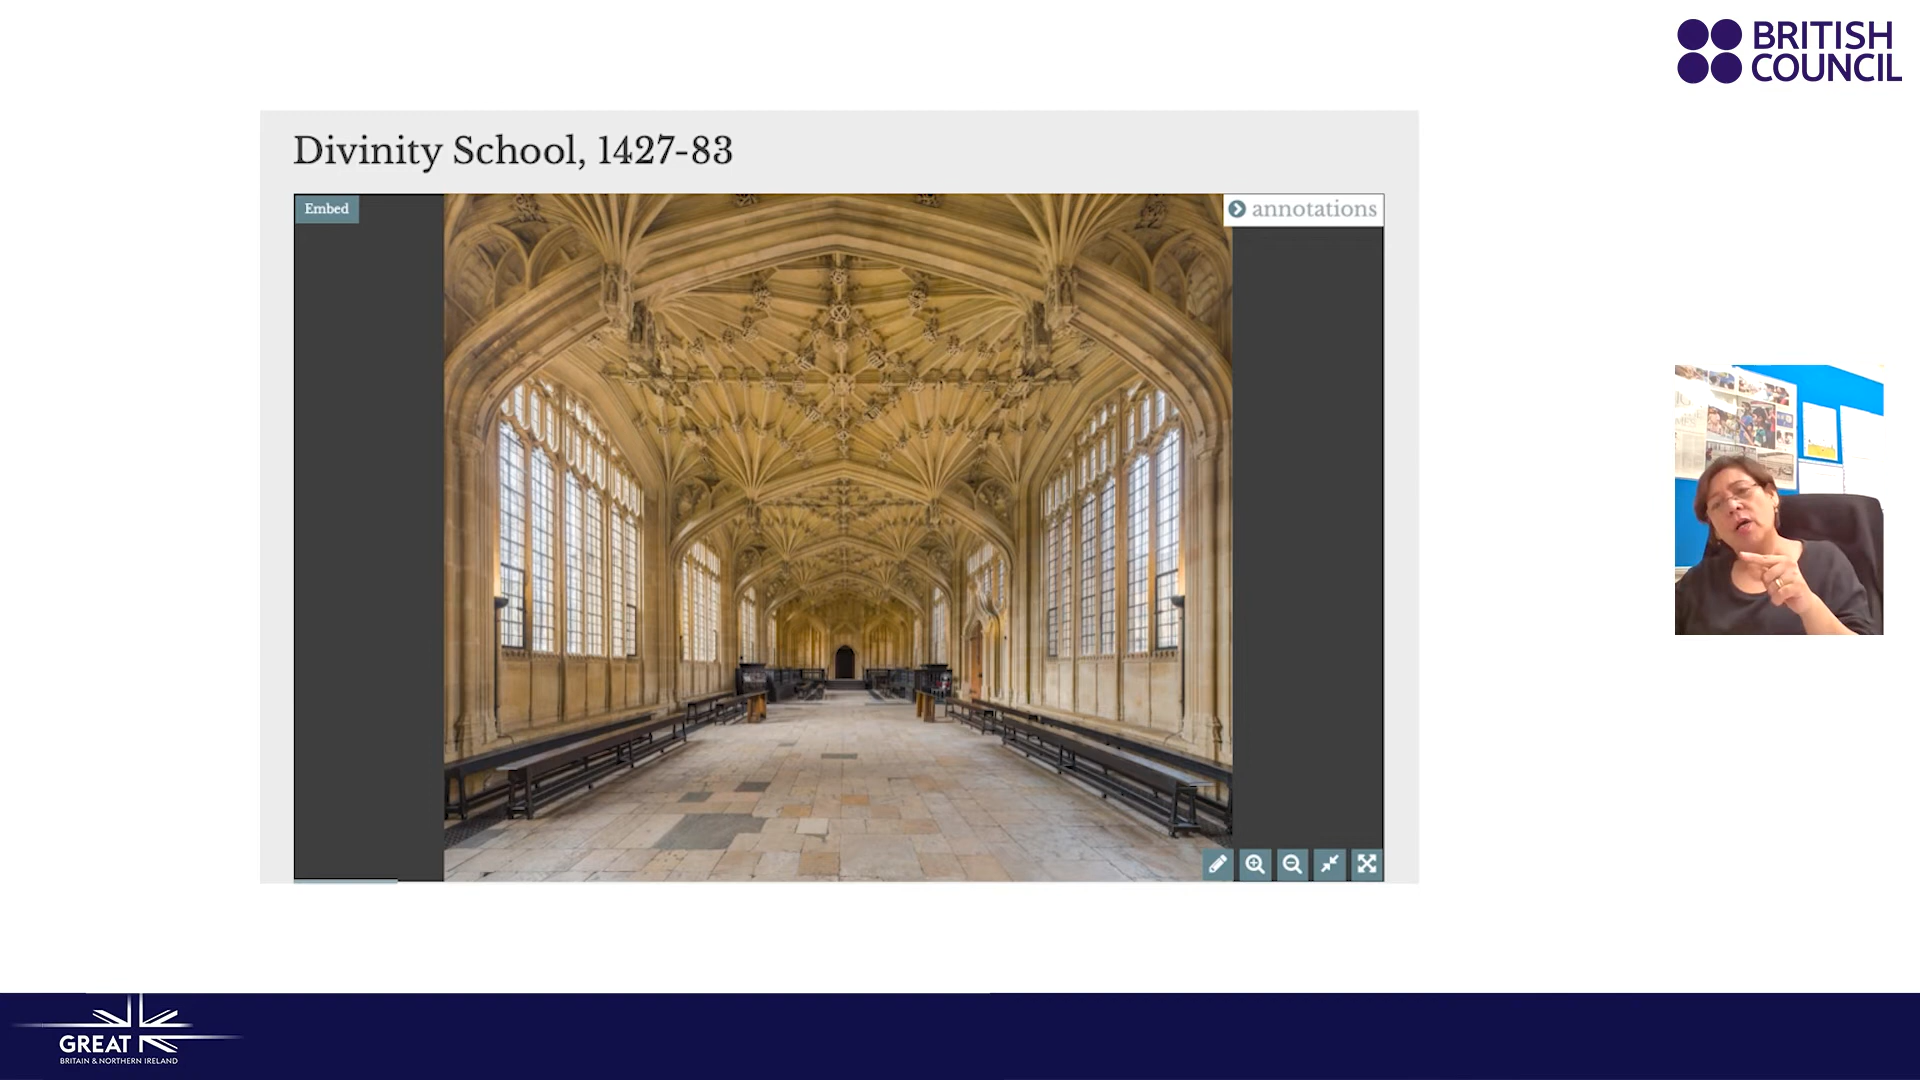 BRITISH
COUNCIL
Divinity School, 1427-83
Embed
annotations
GREAT
BRITAIN & NORTHERN IRELAND